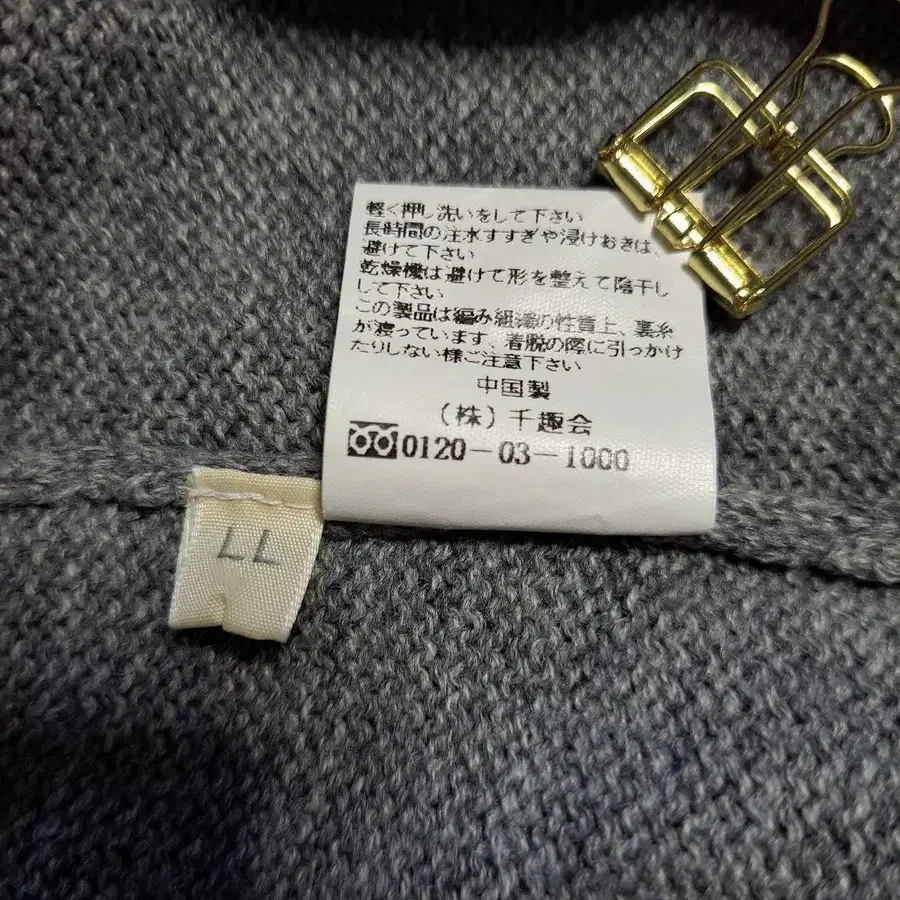 軽く押し洗いをして下さい
長時間の注水すすぎや浸けおきは、
避けて下さい
乾燥機は避けて形を整えて陰干し
して下さい
この製品は編み組織の性質上、裏糸
が渡っています。着脱の際に引っかけ
たりしない様ご注意下さい
中国製
(株)千趣会
0120-03-1000
LL